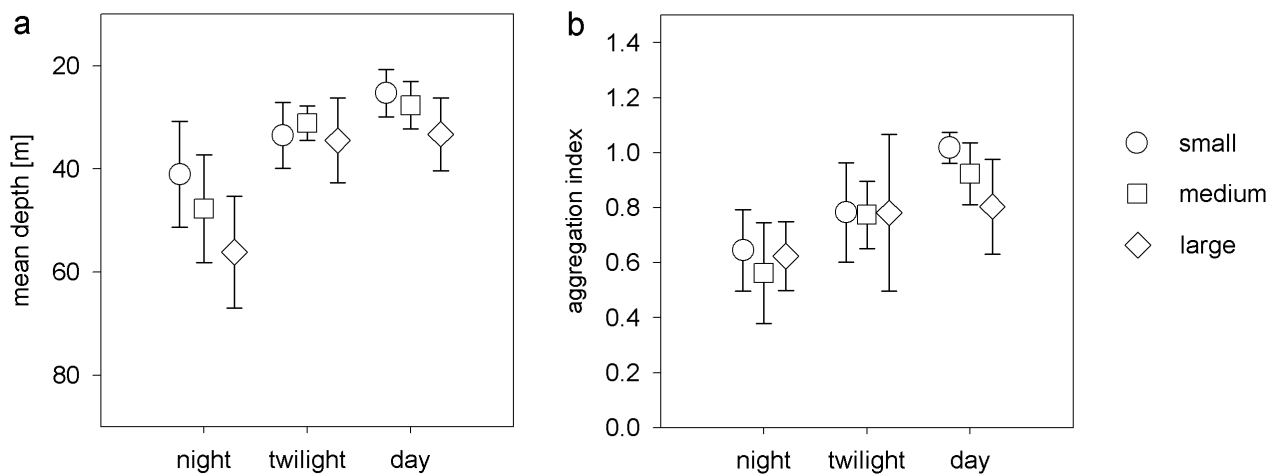 a
mean depth [m]
20
40
60
80
night twilight day
b
aggregation index
1.4
1.2
1.0
0.8
0.6
0.4
0.2
0.0
night twilight day
small
medium
large